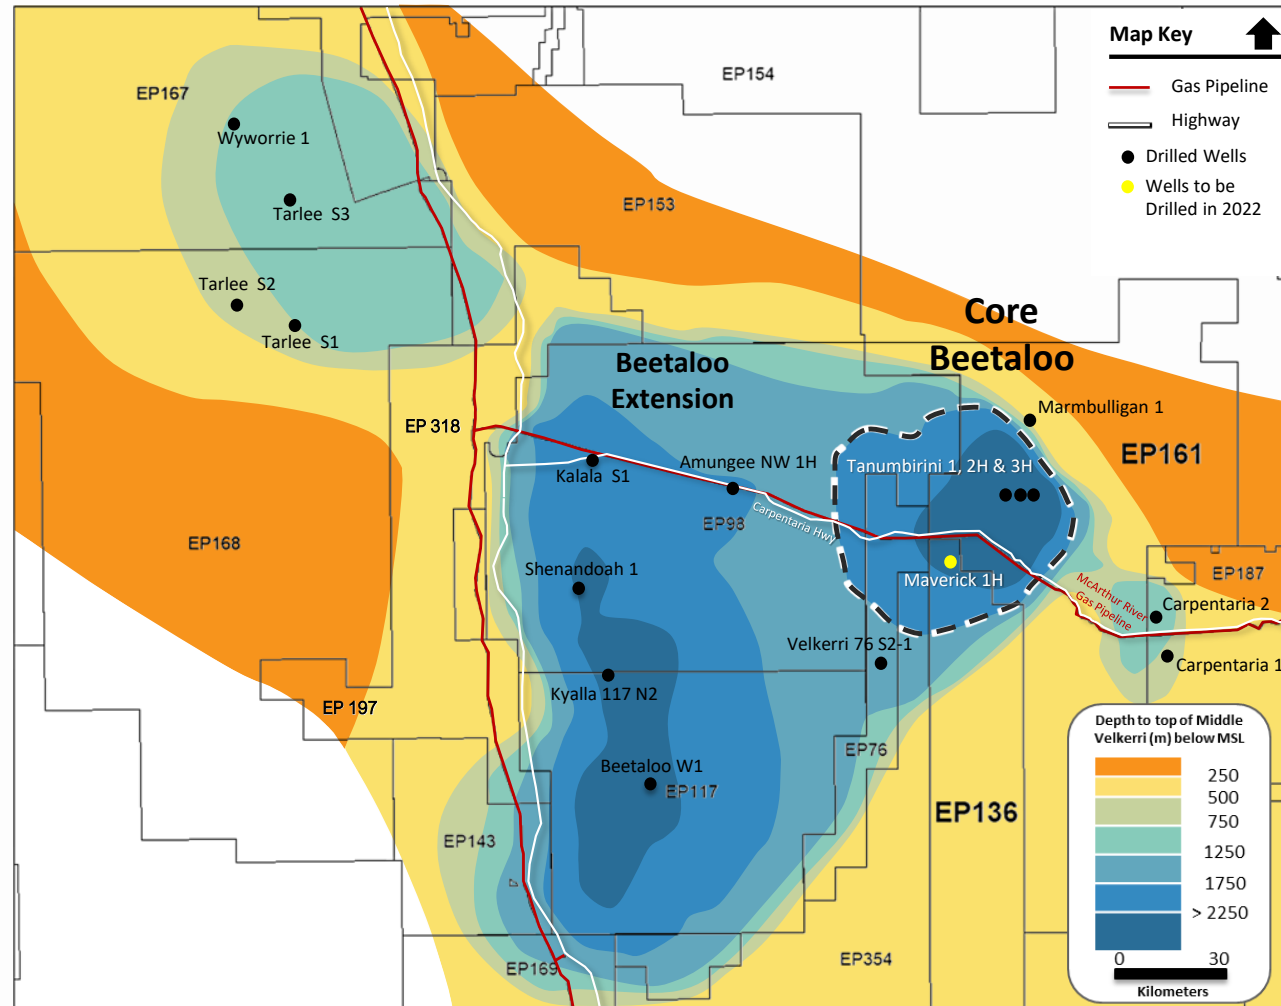 Map Key
Gas Pipeline
Highway
Drilled Wells
Wells to be
Drilled in 2022
EP154
EP167
Wyworrie 1
Tarlee S3
EP153
Tarlee S2
Tarlee S1
Core
Beetaloo
Beetaloo
Extension
EP 318
Marmbulligan 1
EP161
Amungee NW 1H
Tanumbirini 1, 2H & 3H
Kalala S1
EP98
Carpentaria Hwy
EP168
Shenandoah 1
Maverick 1H
McArthur River
Gas Pipeline
EP187
Carpentaria 2
Carpentaria 1
Velkerri 76 S2-1
Kyalla 117 N2
EP 197
Beetaloo W1
EP117
EP76
EP136
EP143
EP169
EP354
Depth to top of Middle
Velkerri (m) below MSL
250
500
750
1250
1750
> 2250
0 30
Kilometers